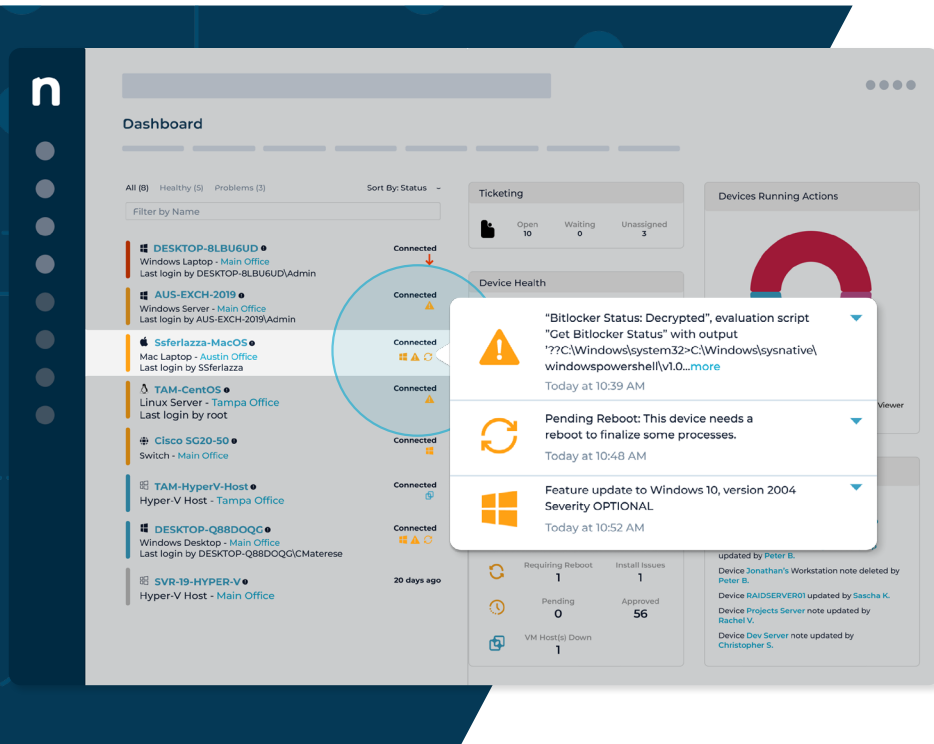 n
Dashboard
All (8) Healthy (5) Problems (3) Sort By: Status
Filter by Name
DESKTOP-8LBU6UD
Connected
Windows Laptop - Main Office
Last login by DESKTOP-8LBU6UD\Admin
AUS-EXCH-2019
Connected
Windows Server - Main Office
Last login by AUS-EXCH-2019\Admin
Ssferlazza-MacOS
Connected
Mac Laptop - Austin Office
Last login by SSferlazza
TAM-CentOS
Connected
Linux Server - Tampa Office
Last login by root
Cisco SG20-50
Connected
Switch - Main Office
TAM-HyperV-Host
Connected
Hyper-V Host - Tampa Office
DESKTOP-Q88DOQG
Connected
Windows Desktop - Main Office
Last login by DESKTOP-Q88DOQG\CMaterese
SVR-19-HYPER-V
20 days ago
Hyper-V Host - Main Office
Ticketing
Open Waiting Unassigned
10 0 3
Device Health
"Bitlocker Status: Decrypted", evaluation script
"Get Bitlocker Status" with output
'??C:\Windows\system32>C:\Windows\sysnative\
windowspowershell\v1.0...more
Today at 10:39 AM
Pending Reboot: This device needs a
reboot to finalize some processes.
Today at 10:48 AM
Feature update to Windows 10, version 2004
Severity OPTIONAL
Today at 10:52 AM
Requiring Reboot Install Issues
1 1
Pending Approved
0 56
VM Host(s) Down
1
Devices Running Actions
Viewer
updated by Peter B.
Device Jonathan's Workstation note deleted by
Peter B.
Device RAIDSERVER01 updated by Sascha K.
Device Projects Server note updated by
Rachel V.
Device Dev Server note updated by
Christopher S.